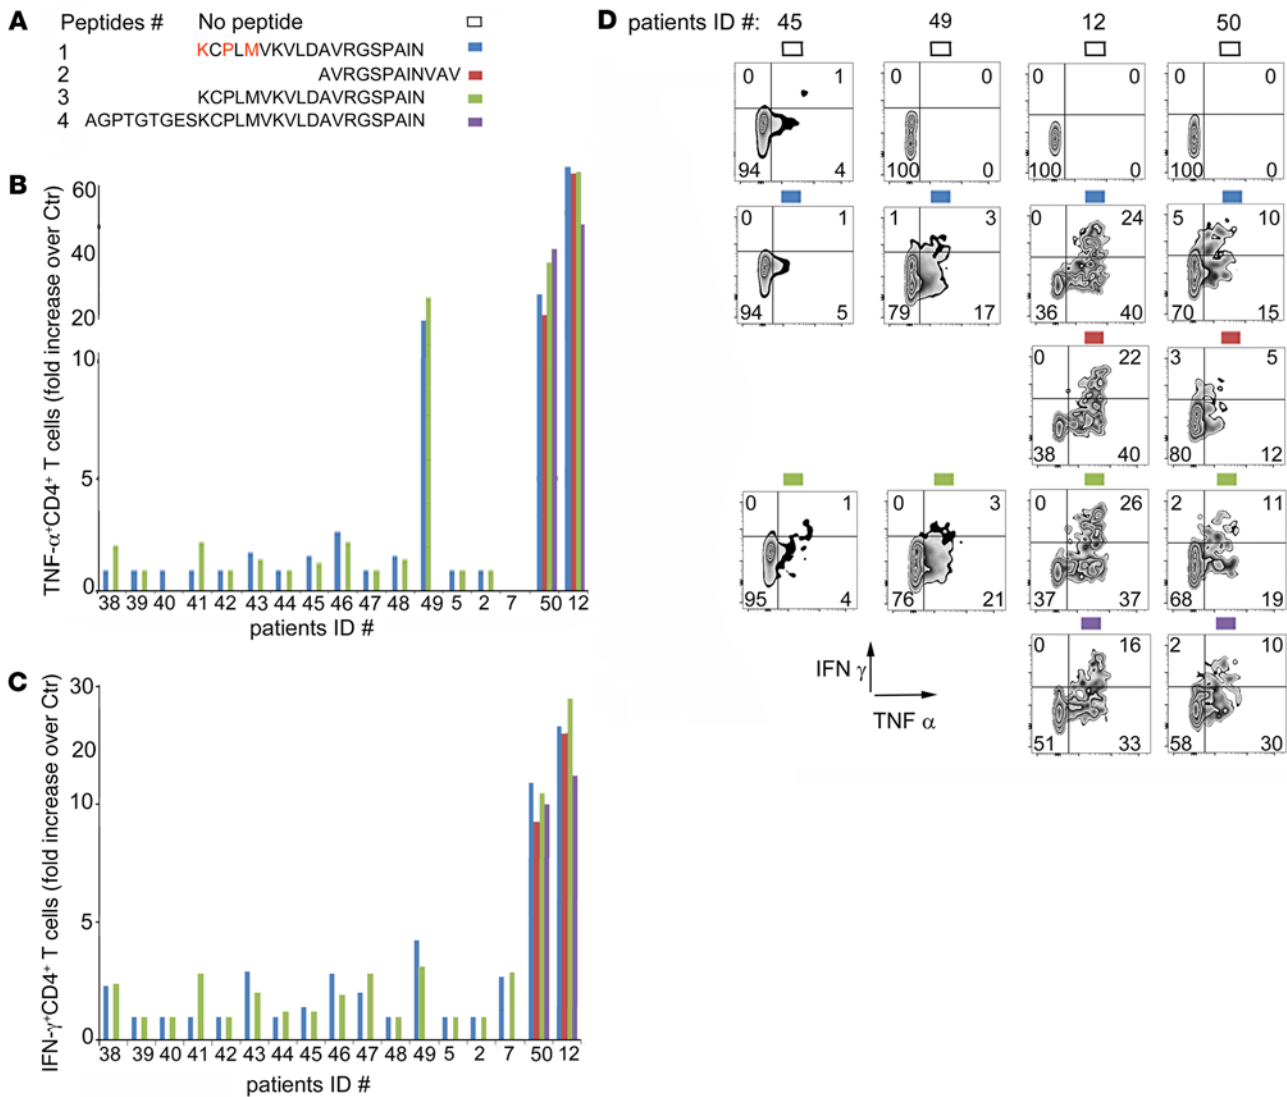 A
Peptides # No peptide
1 KCPLMVKVLDAVRGSPAIN
2 AVRGSPAINVAV
3 KCPLMVKVLDAVRGSPAIN
4 AGPTGTGESKCPLMVKVLDAVRGSPAIN
B
TNF-α+CD4+ T cells (fold increase over Ctr)
60
40
20
10
5
0
38 39 40 41 42 43 44 45 46 47 48 49 5 2 7 50 12
patients ID #
C
IFN-γ+CD4+ T cells (fold increase over Ctr)
30
20
10
5
0
38 39 40 41 42 43 44 45 46 47 48 49 5 2 7 50 12
patients ID #
D patients ID #: 45 49 12 50
0 1 0 0 0 0 0 0
94 4 100 0 100 0 100 0
0 1 1 3 0 24 5 10
94 5 79 17 36 40 70 15
0 22 3 5
38 40 80 12
0 1 0 3 0 26 2 11
95 4 76 21 37 37 68 19
0 16 2 10
51 33 58 30
IFN γ
TNF α